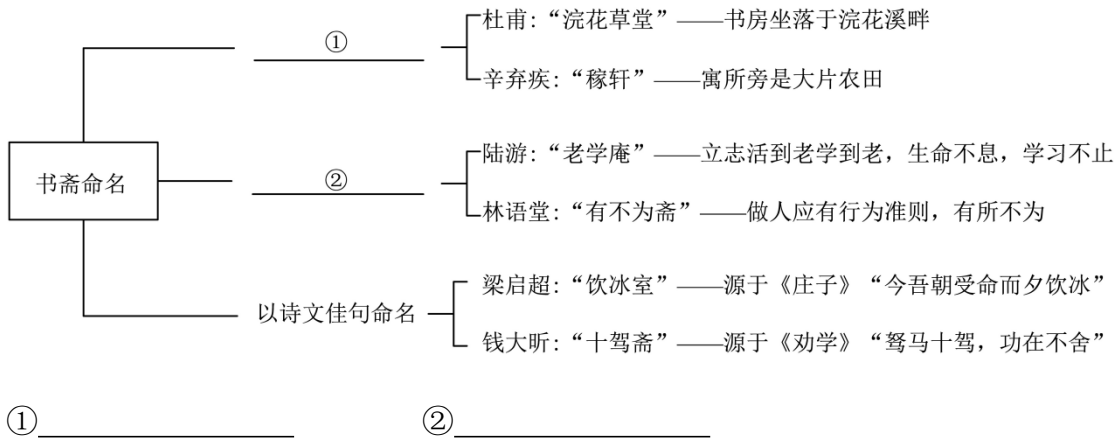 杜甫：“浣花草堂”——书房坐落于浣花溪畔
①
辛弃疾：“稼轩”——寓所旁是大片农田
陆游：“老学庵”——立志活到老学到老，生命不息，学习不止
书斋命名
②
林语堂：“有不为斋”——做人应有行为准则，有所不为
梁启超：“饮冰室”——源于《庄子》“今吾朝受命而夕饮冰”
以诗文佳句命名
钱大昕：“十驾斋”——源于《劝学》“驽马十驾，功在不舍”
①
②